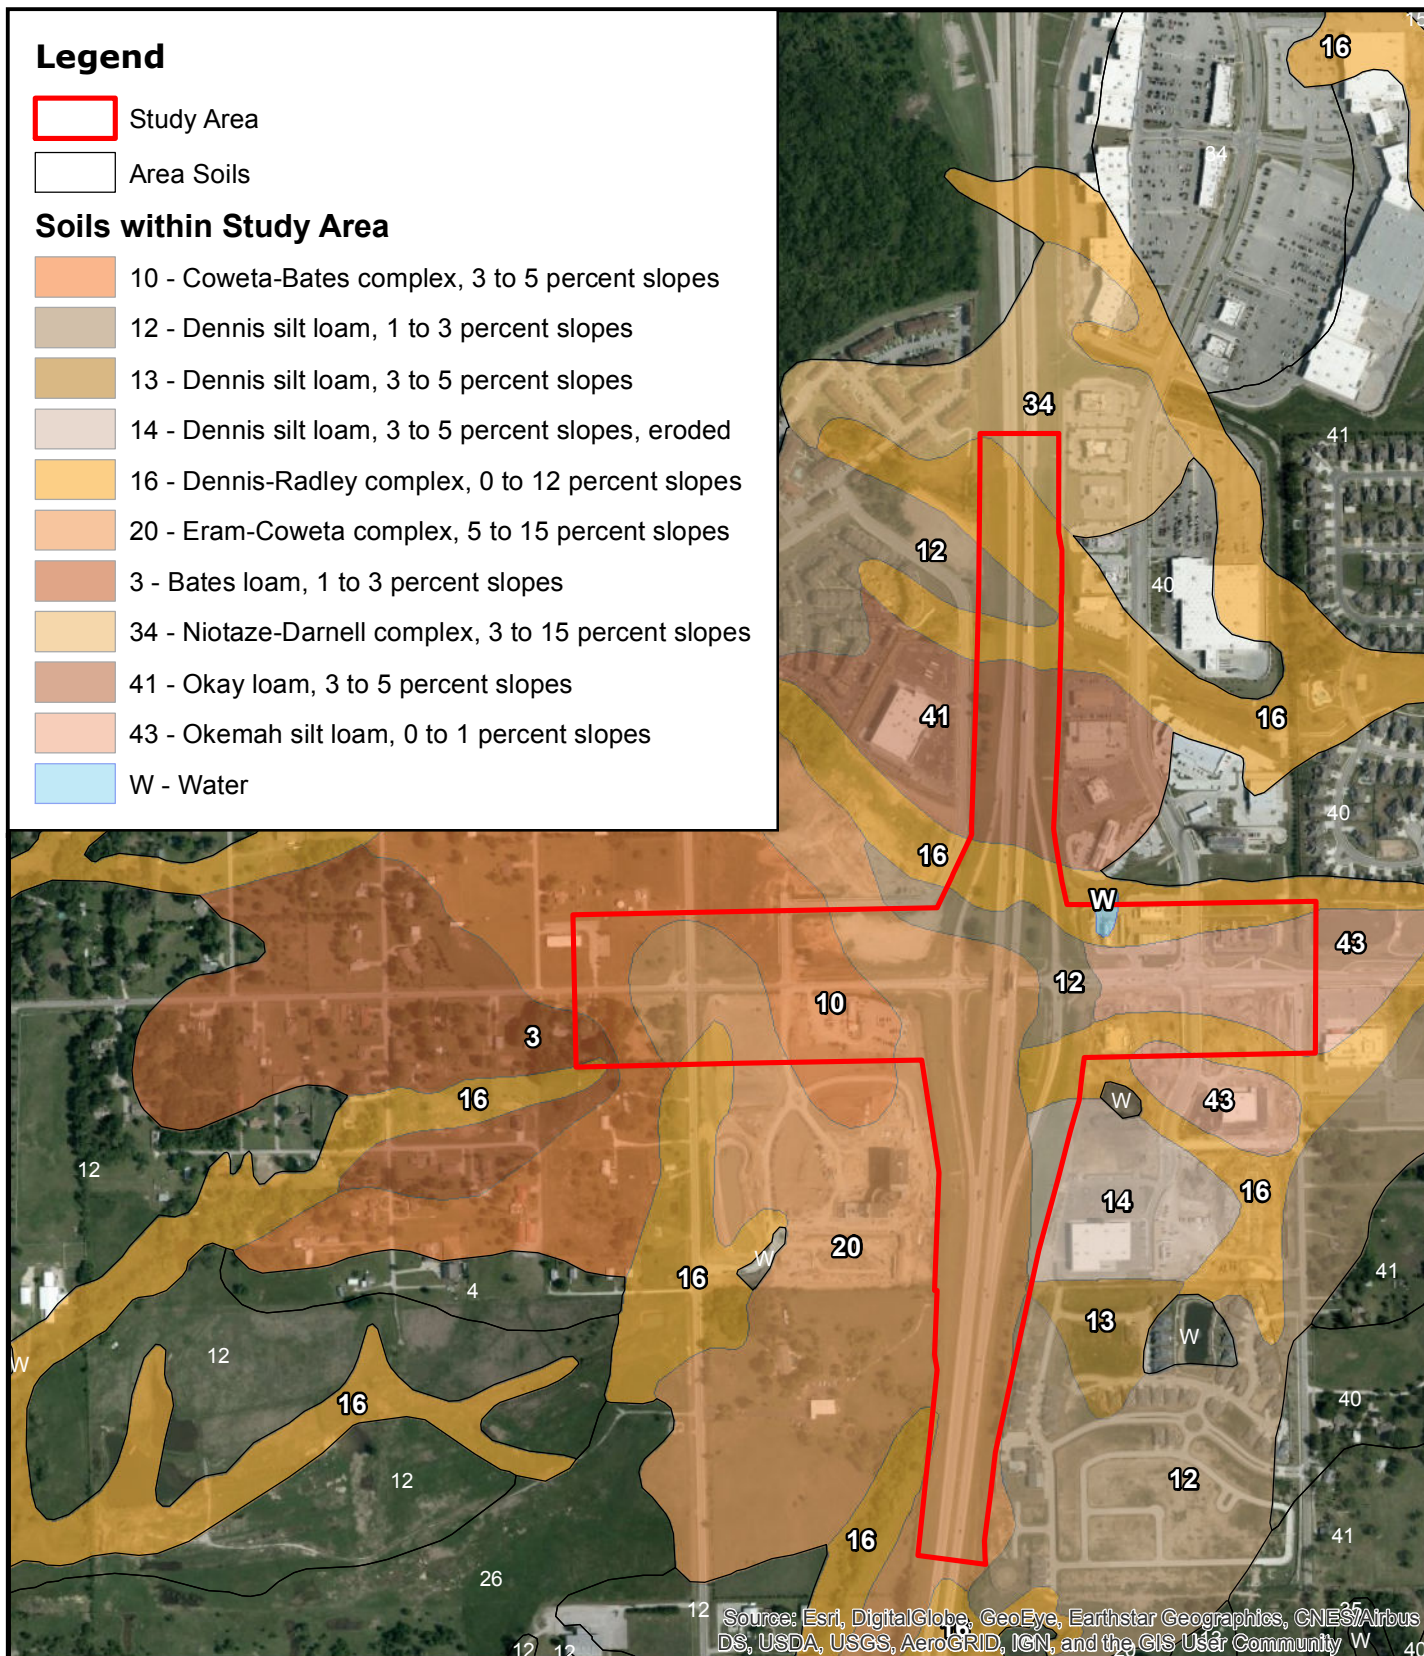 Legend
Study Area
Area Soils
Soils within Study Area
10 - Coweta-Bates complex, 3 to 5 percent slopes
12 - Dennis silt loam, 1 to 3 percent slopes
13 - Dennis silt loam, 3 to 5 percent slopes
14 - Dennis silt loam, 3 to 5 percent slopes, eroded
16 - Dennis-Radley complex, 0 to 12 percent slopes
20 - Eram-Coweta complex, 5 to 15 percent slopes
3 - Bates loam, 1 to 3 percent slopes
34 - Niotaze-Darnell complex, 3 to 15 percent slopes
41 - Okay loam, 3 to 5 percent slopes
43 - Okemah silt loam, 0 to 1 percent slopes
W - Water
15
16
34
34
41
12
40
41
16
40
16
W
43
12
10
3
16
W
43
12
14
16
20
W
16
4
41
13
W
12
W
16
40
12
12
16
41
26
12
Source: Esri, DigitalGlobe, GeoEye, Earthstar Geographics, CNES/Airbus
DS, USDA, USGS, AeroGRID, IGN, and the GIS User Community
16
W
12
12
40